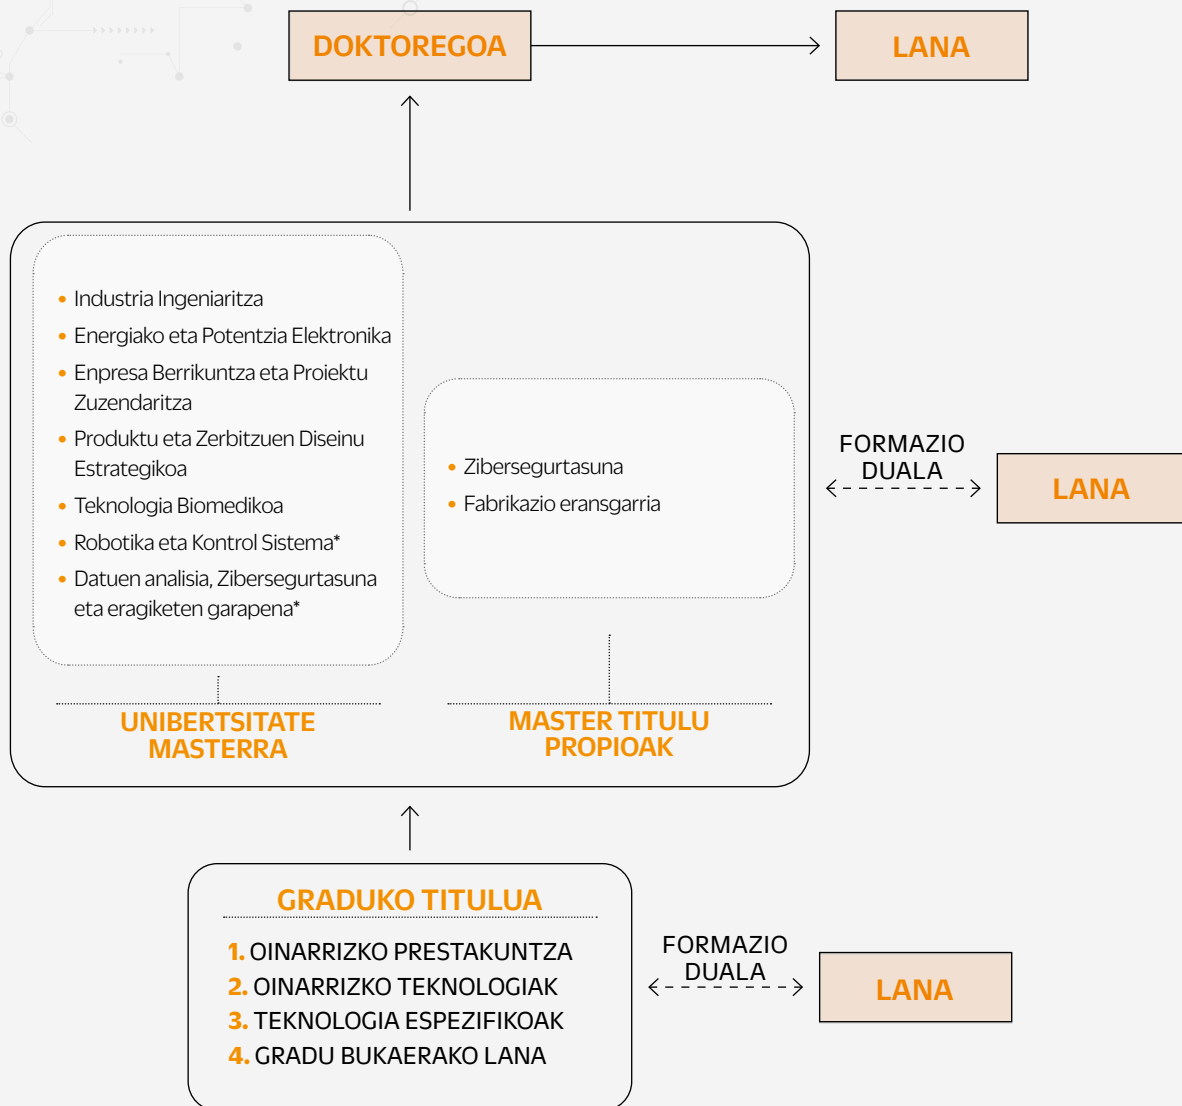 DOKTOREGOA
LANA
• Industria Ingeniaritza
• Energiako eta Potentzia Elektronika
• Enpresa Berrikuntza eta Proiektu
Zuzendaritza
• Produktu eta Zerbitzuen Diseinu
Estrategikoa
• Teknologia Biomedikoa
• Robotika eta Kontrol Sistema*
• Datuen analisia, Zibersegurtasuna
eta eragiketen garapena*
UNIBERTSITATE
MASTERRA
• Zibersegurtasuna
• Fabrikazio eransgarria
MASTER TITULU
PROPIOAK
FORMAZIO
DUALA
LANA
GRADUKO TITULUA
1. OINARRIZKO PRESTAKUNTZA
2. OINARRIZKO TEKNOLOGIAK
3. TEKNOLOGIA ESPEZIFIKOAK
4. GRADU BUKAERAKO LANA
FORMAZIO
DUALA
LANA